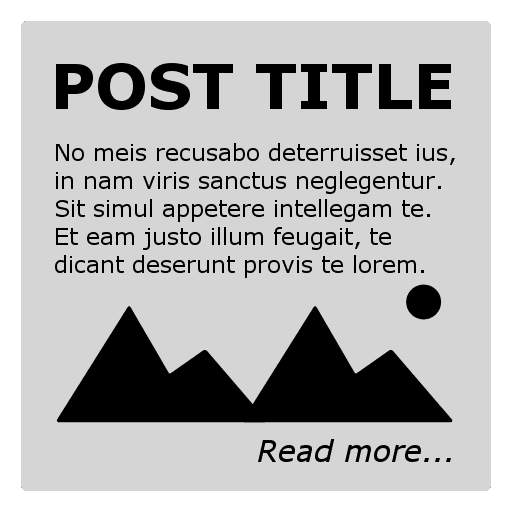 POST TITLE
No meis recusabo deterruisset ius,
in nam viris sanctus neglegentur.
Sit simul appetere intellegam te.
Et eam justo illum feugait, te
dicant deserunt provis te lorem.
Read more...